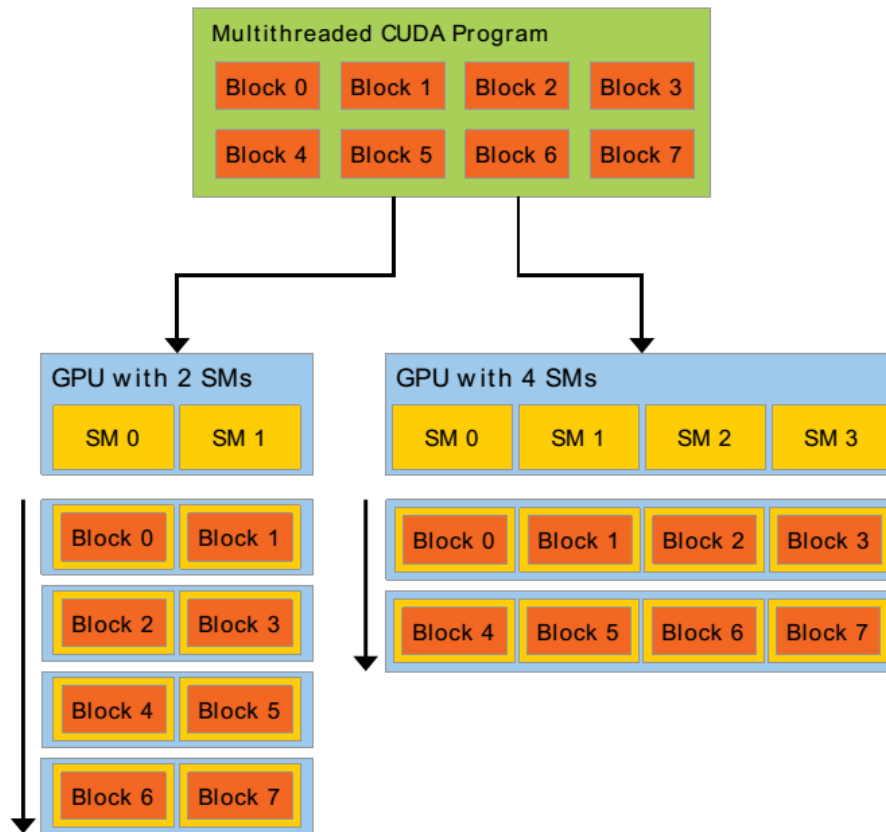 Multithreaded CUDA Program
Block 0 Block 1 Block 2 Block 3
Block 4 Block 5 Block 6 Block 7
GPU with 2 SMs
SM 0 SM 1
Block 0 Block 1
Block 2 Block 3
Block 4 Block 5
Block 6 Block 7
GPU with 4 SMs
SM 0 SM 1 SM 2 SM 3
Block 0 Block 1 Block 2 Block 3
Block 4 Block 5 Block 6 Block 7